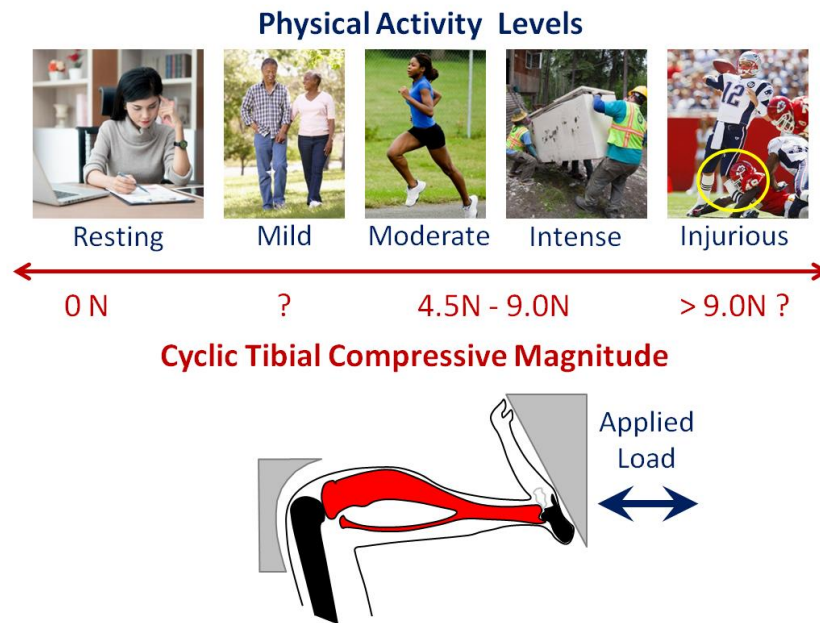 Physical Activity Levels
12
Resting Mild Moderate Intense Injurious
0 N ? 4.5N - 9.0N > 9.0N ?
Cyclic Tibial Compressive Magnitude
Applied
Load